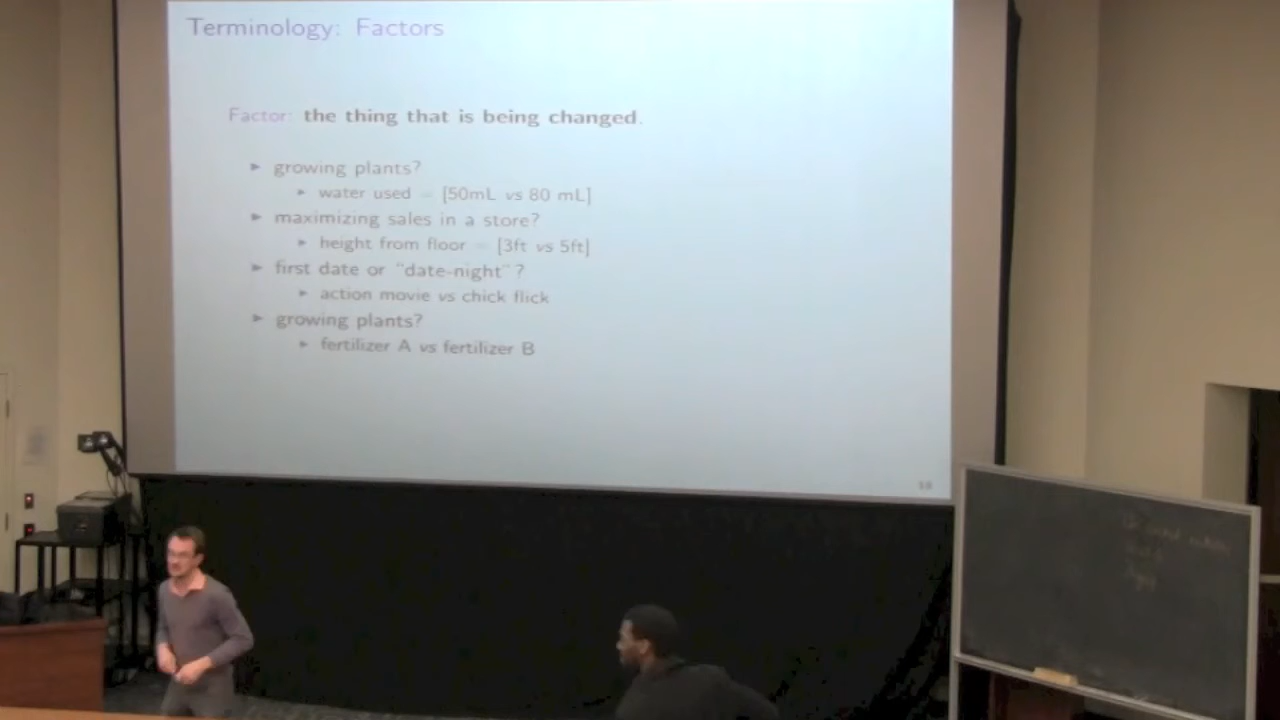 Terminology: Factors
Factor: the thing that is being changed.
► growing plants?
► water used = [50mL vs 80 mL]
► maximizing sales in a store?
► height from floor = [3ft vs 5ft]
► first date or "date-night"?
► action movie vs chick flick
► growing plants?
► fertilizer A vs fertilizer B